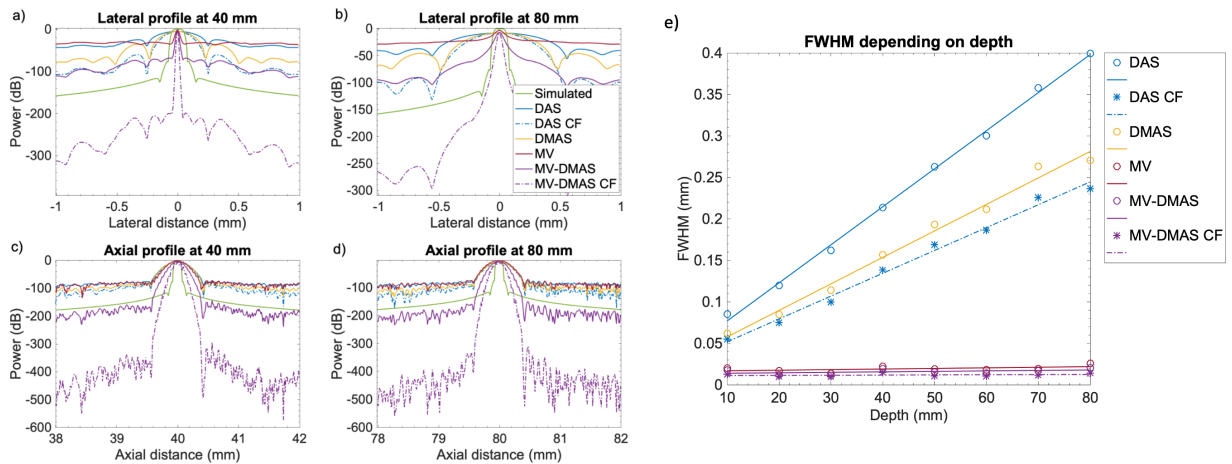 a)
Lateral profile at 40 mm
0
-100
-200
-300
Power (dB)
-1
-0.5
0
0.5
1
Lateral distance (mm)
b)
Lateral profile at 80 mm
0
-50
-100
-150
-200
-250
-300
Power (dB)
-1
-0.5
0
0.5
1
Lateral distance (mm)
Simulated
DAS
DAS CF
DMAS
MV
MV-DMAS
MV-DMAS CF
c)
Axial profile at 40 mm
0
-100
-200
-300
-400
-500
-600
Power (dB)
38
39
40
41
42
Axial distance (mm)
d)
Axial profile at 80 mm
0
-100
-200
-300
-400
-500
-600
Power (dB)
78
79
80
81
82
Axial distance (mm)
e)
FWHM depending on depth
0.4
0.35
0.3
0.25
0.2
0.15
0.1
0.05
0
FWHM (mm)
10
20
30
40
50
60
70
80
Depth (mm)
DAS
DAS CF
DMAS
MV
MV-DMAS
MV-DMAS CF